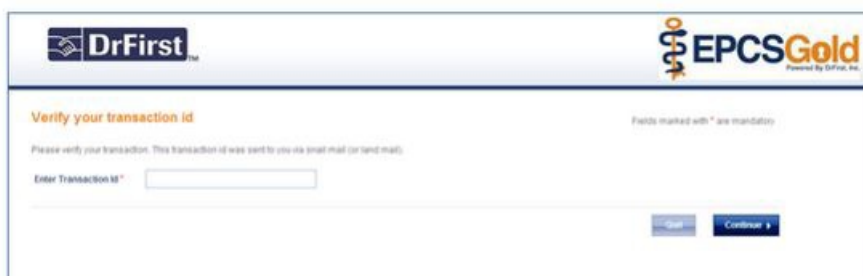 DrFirst™
EPCSGold
Powered By DrFirst, Inc.
Verify your transaction id
Fields marked with * are mandatory
Please verify your transaction. This transaction id was sent to you via snail mail (or land mail).
Enter Transaction Id *
Quit
Continue